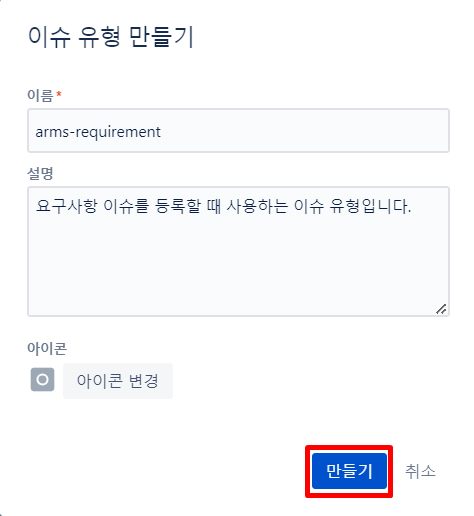 이슈 유형 만들기
이름*
arms-requirement
설명
요구사항 이슈를 등록할 때 사용하는 이슈 유형입니다.
아이콘
아이콘 변경
만들기 취소